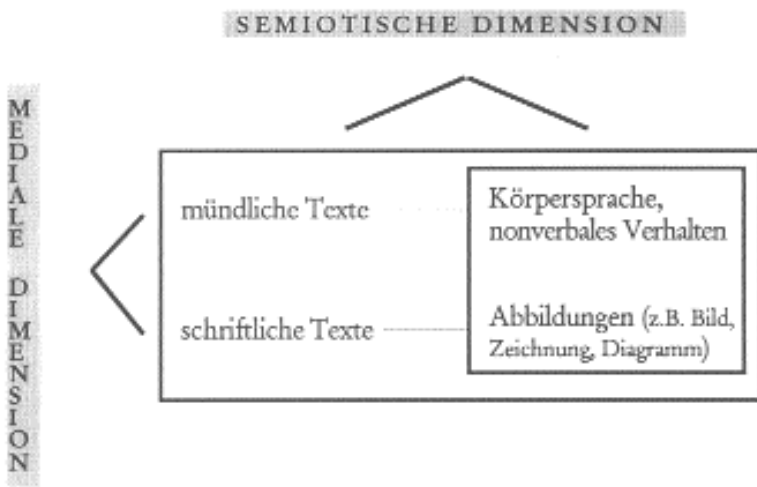 SEMIOTISCHE DIMENSION
MEDIALE DIMENSION
mündliche Texte
Körpersprache,
nonverbales Verhalten
schriftliche Texte
Abbildungen (z.B. Bild,
Zeichnung, Diagramm)